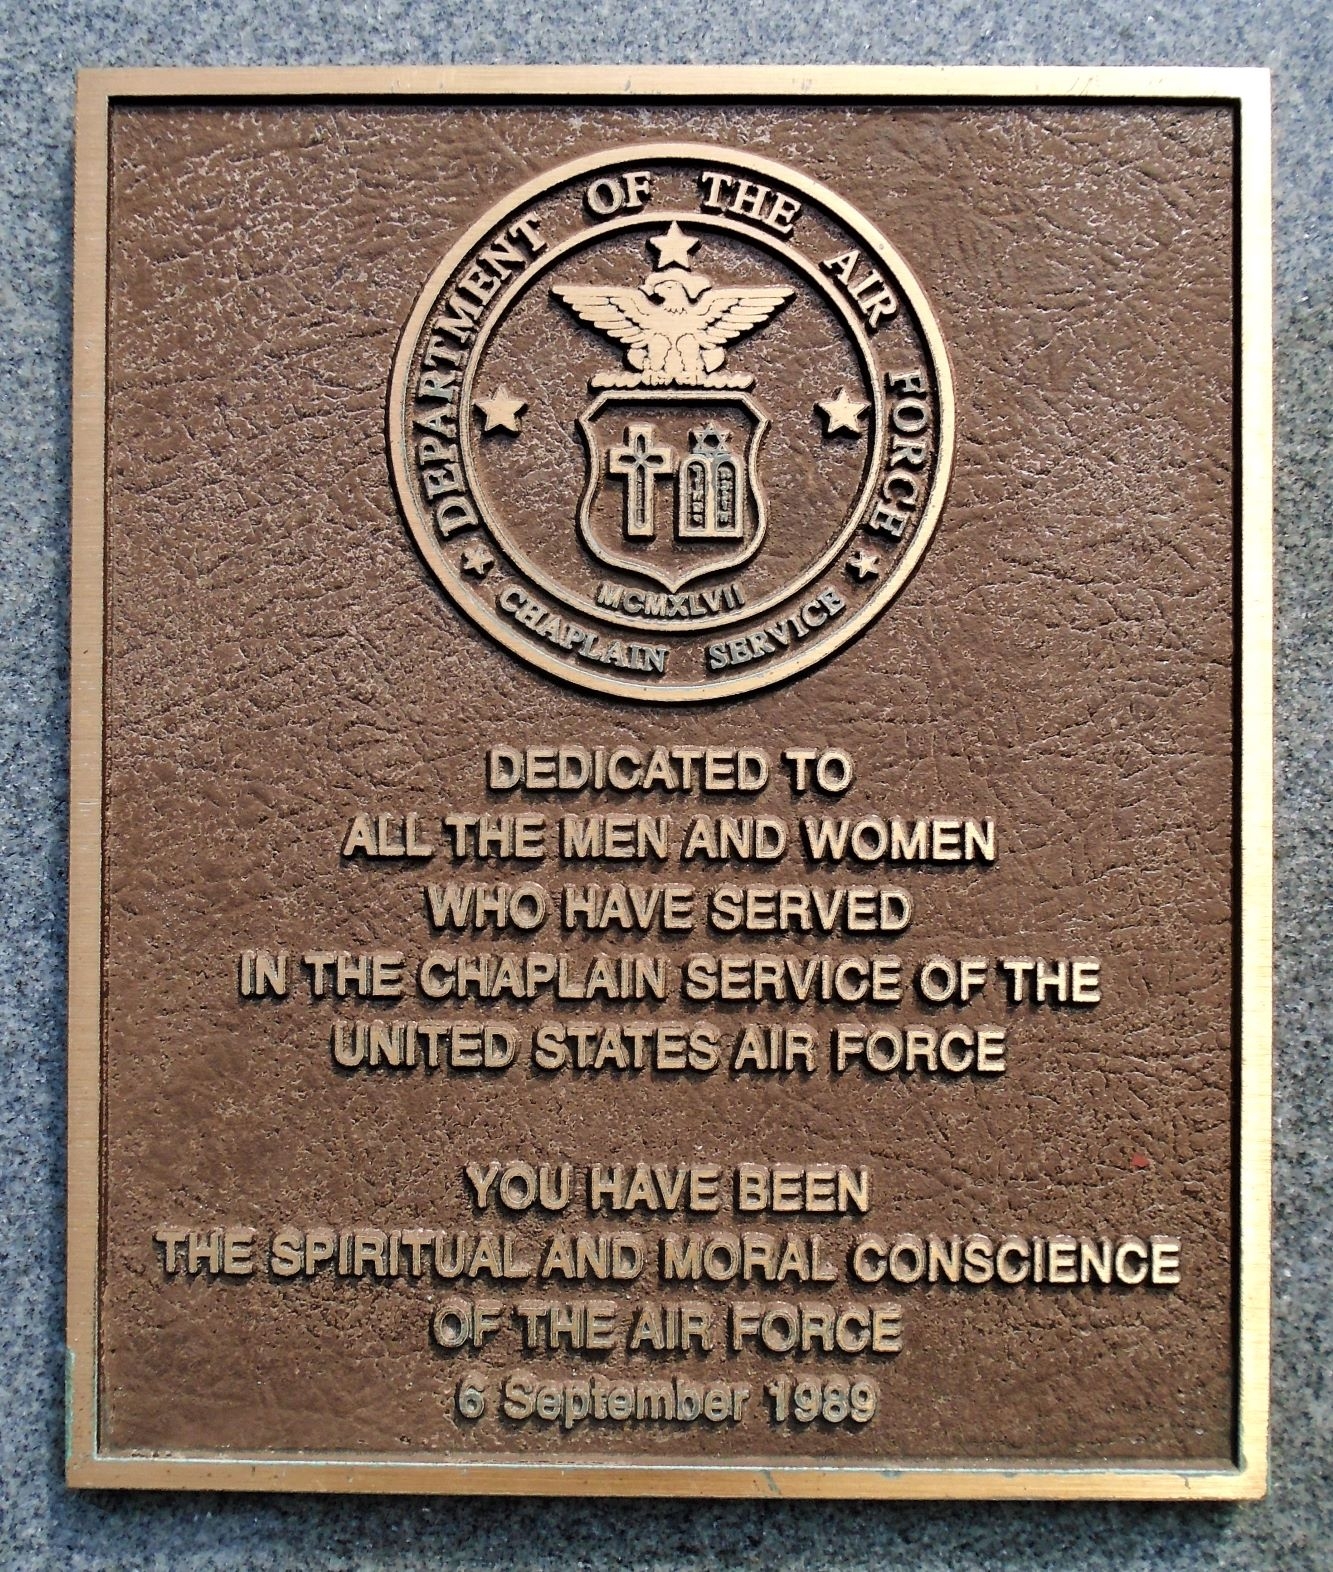 DEPARTMENT OF THE AIR FORCE
MCMXLVII
CHAPLAIN SERVICE
DEDICATED TO
ALL THE MEN AND WOMEN
WHO HAVE SERVED
IN THE CHAPLAIN SERVICE OF THE
UNITED STATES AIR FORCE
YOU HAVE BEEN
THE SPIRITUAL AND MORAL CONSCIENCE
OF THE AIR FORCE
6 September 1989